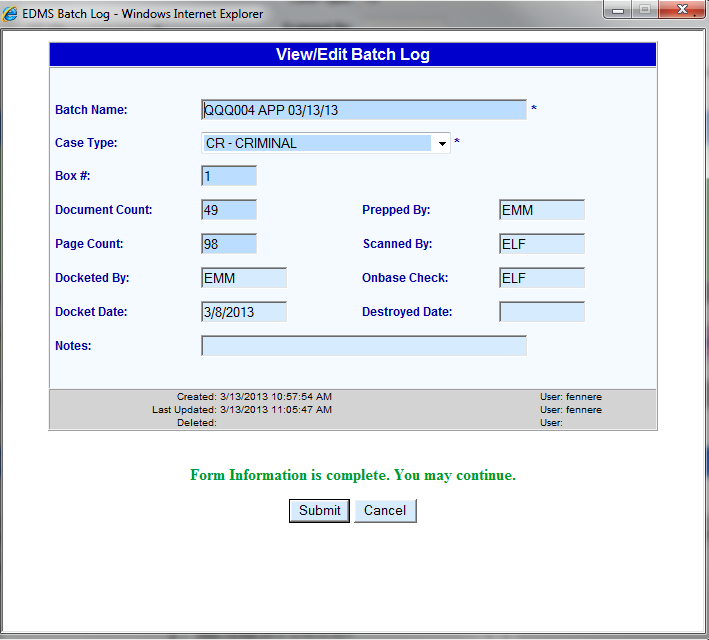 EDMS Batch Log - Windows Internet Explorer
View/Edit Batch Log
Batch Name: QQQ004 APP 03/13/13 *
Case Type: CR - CRIMINAL *
Box #: 1
Document Count: 49 Prepped By: EMM
Page Count: 98 Scanned By: ELF
Docketed By: EMM Onbase Check: ELF
Docket Date: 3/8/2013 Destroyed Date:
Notes:
Created: 3/13/2013 10:57:54 AM User: fennere
Last Updated: 3/13/2013 11:05:47 AM User: fennere
Deleted: User:
Form Information is complete. You may continue.
Submit Cancel